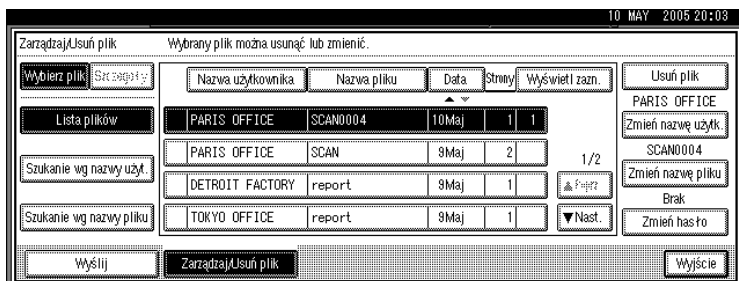 10 MAY 2005 20:03
Zarządzaj/Usuń plik Wybrany plik można usunąć lub zmienić.
Wybierz plik Szczegóły Nazwa użytkownika Nazwa pliku Data Strony Wyświetl zazn. Usuń plik
PARIS OFFICE
Lista plików PARIS OFFICE SCAN0004 10Maj 1 1 Zmień nazwę użytk.
SCAN0004
Szukanie wg nazwy użyt. PARIS OFFICE SCAN 9Maj 2 1/2 Zmień nazwę pliku
DETROIT FACTORY report 9Maj 1 ▲
Brak
Szukanie wg nazwy pliku TOKYO OFFICE report 9Maj 1 ▼Nast. Zmień hasło
Wyślij Zarządzaj/Usuń plik Wyjście